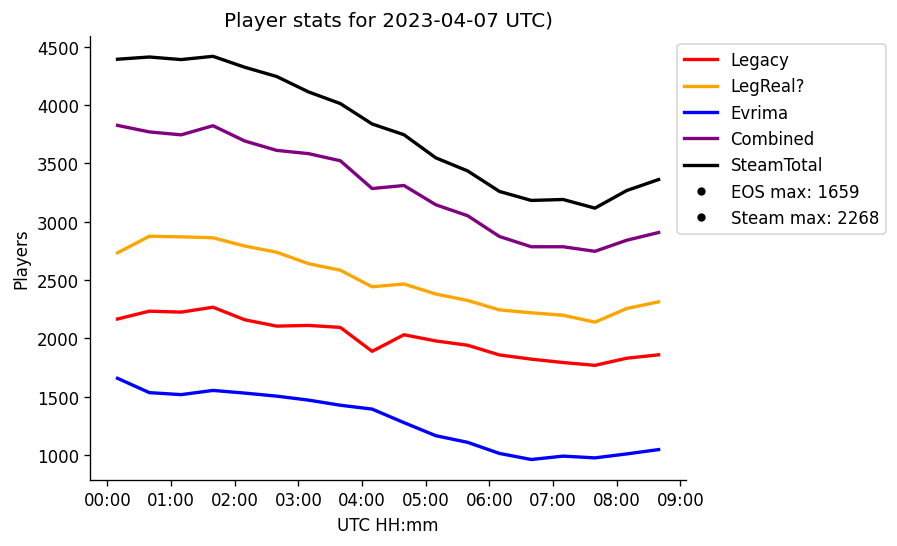 Player stats for 2023-04-07 UTC)
4500
4000
3500
3000
2500
2000
1500
1000
Players
00:00 01:00 02:00 03:00 04:00 05:00 06:00 07:00 08:00 09:00
UTC HH:mm
Legacy
LegReal?
Evrima
Combined
SteamTotal
EOS max: 1659
Steam max: 2268